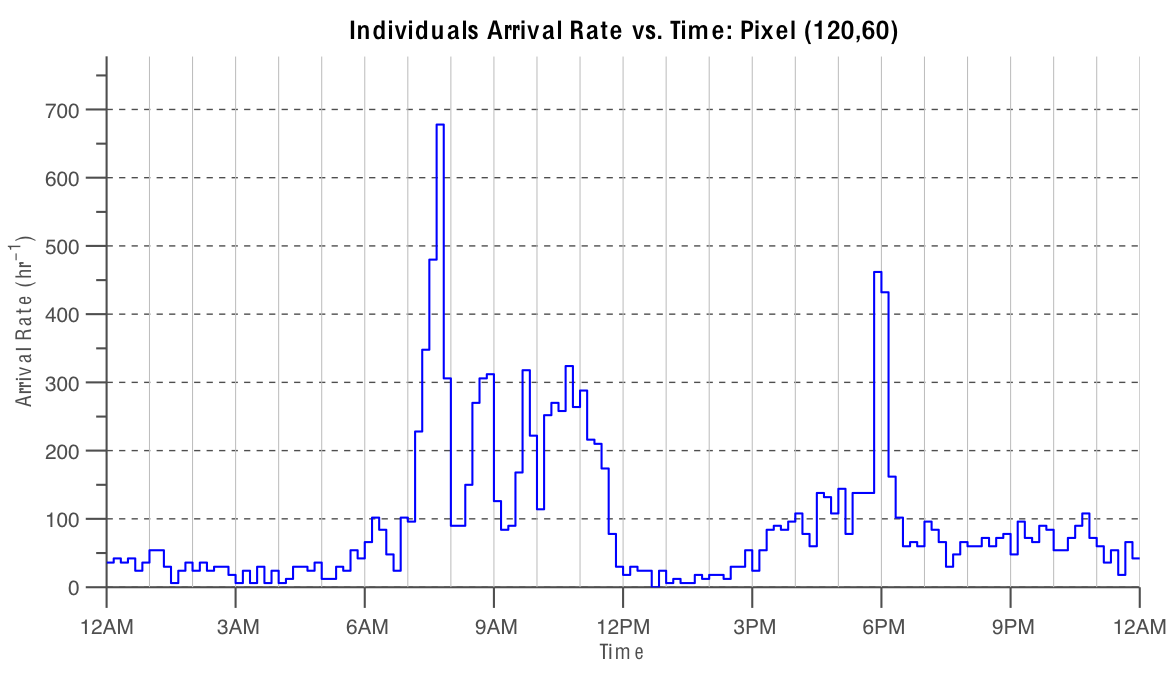 Individuals Arrival Rate vs. Time: Pixel (120,60)
Arrival Rate (hr⁻¹)
700
600
500
400
300
200
100
0
12AM 3AM 6AM 9AM 12PM 3PM 6PM 9PM 12AM
Time